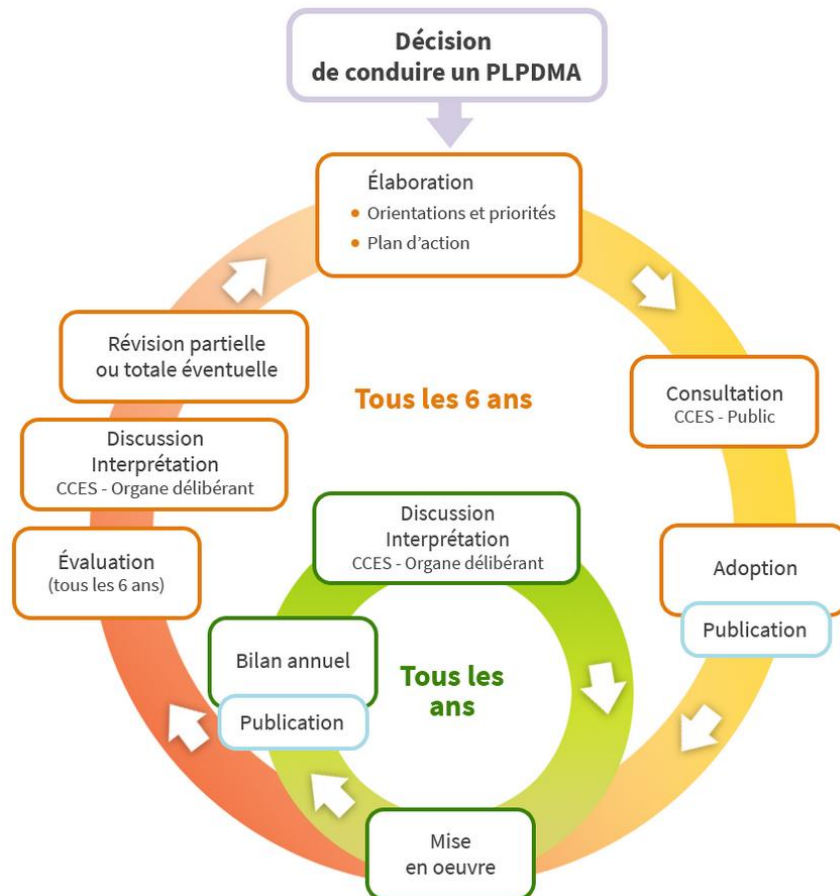 Décision
de conduire un PLPDMA
Élaboration
• Orientations et priorités
• Plan d'action
Révision partielle
ou totale éventuelle
Tous les 6 ans
Consultation
CCES - Public
Discussion
Interprétation
CCES - Organe délibérant
Discussion
Interprétation
CCES - Organe délibérant
Évaluation
(tous les 6 ans)
Adoption
Publication
Bilan annuel
Publication
Tous les
ans
Mise
en oeuvre